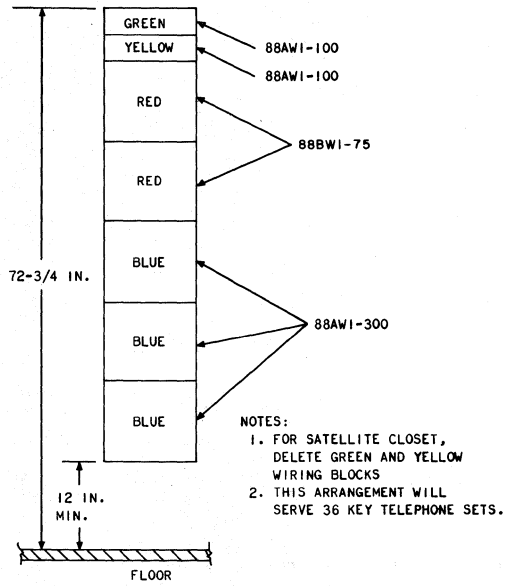 GREEN
88AW1-100
YELLOW
88AW1-100
RED
88BW1-75
RED
BLUE
72-3/4 IN.
88AW1-300
BLUE
BLUE
NOTES:
1. FOR SATELLITE CLOSET,
DELETE GREEN AND YELLOW
WIRING BLOCKS
2. THIS ARRANGEMENT WILL
SERVE 36 KEY TELEPHONE SETS.
12 IN.
MIN.
FLOOR